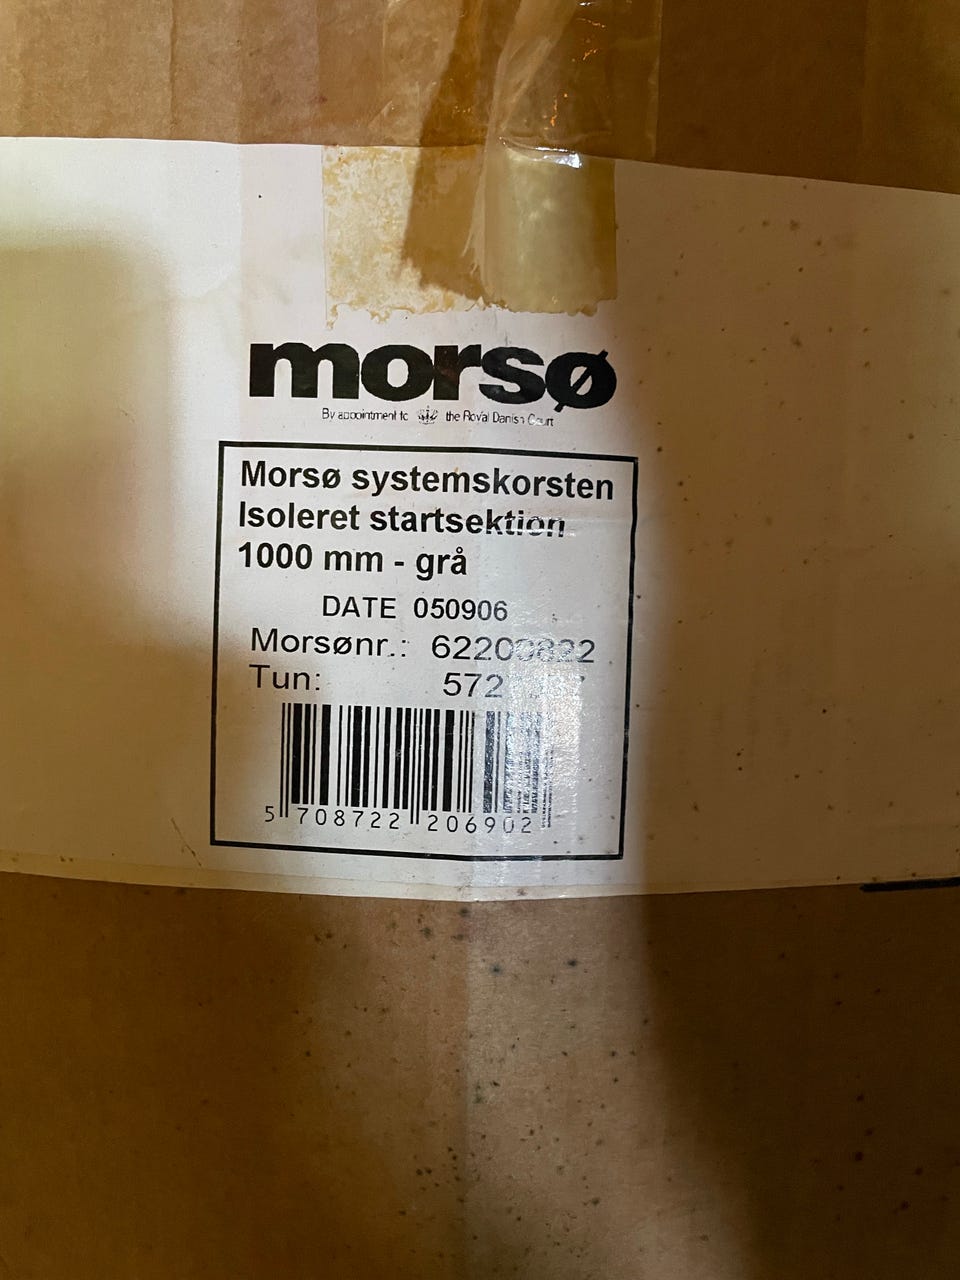 morsø
By appointment to the Royal Danish Court
Morsø systemskorsten
Isoleret startsektion
1000 mm - grå
DATE 050906
Morsønr.: 62200822
Tun:
5 708722 206902